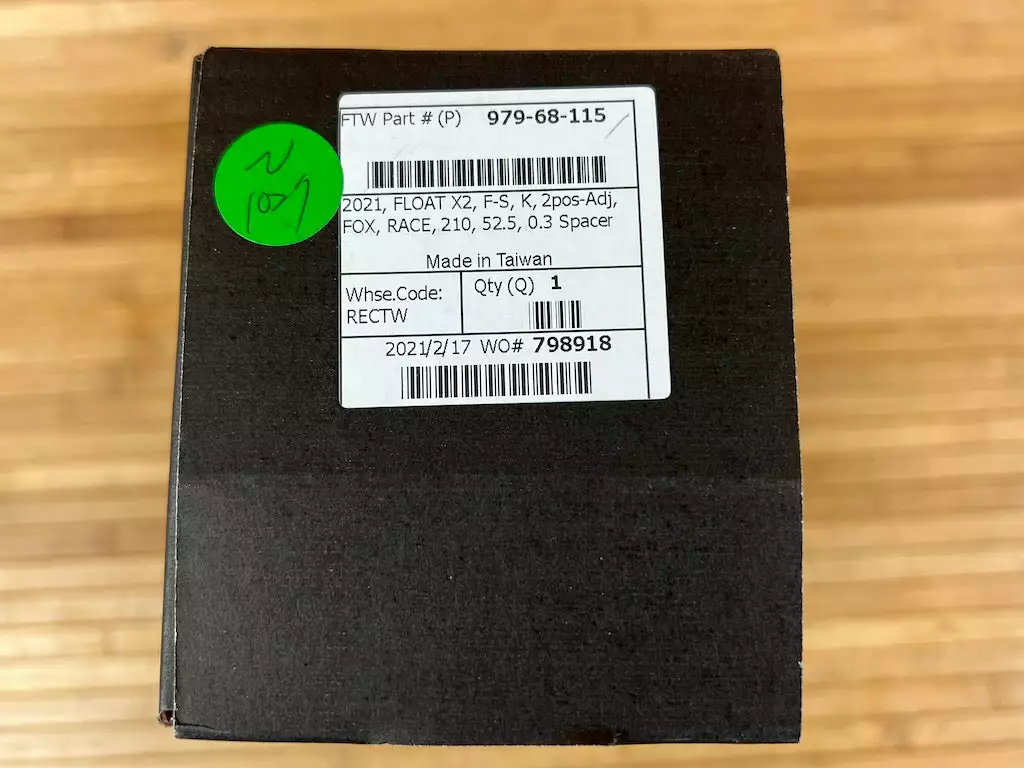 FTW Part # (P) 979-68-115
2021, FLOAT X2, F-S, K, 2pos-Adj,
FOX, RACE, 210, 52.5, 0.3 Spacer
Made in Taiwan
Whse.Code:
RECTW
Qty (Q) 1
2021/2/17 WO# 798918